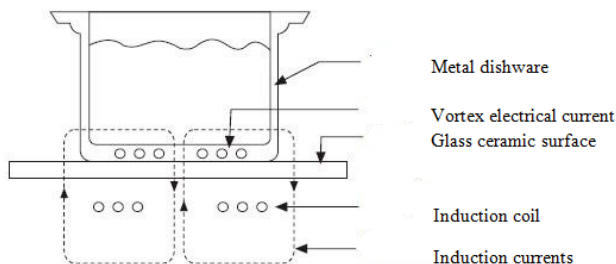 Metal dishware
Vortex electrical current
Glass ceramic surface
Induction coil
Induction currents